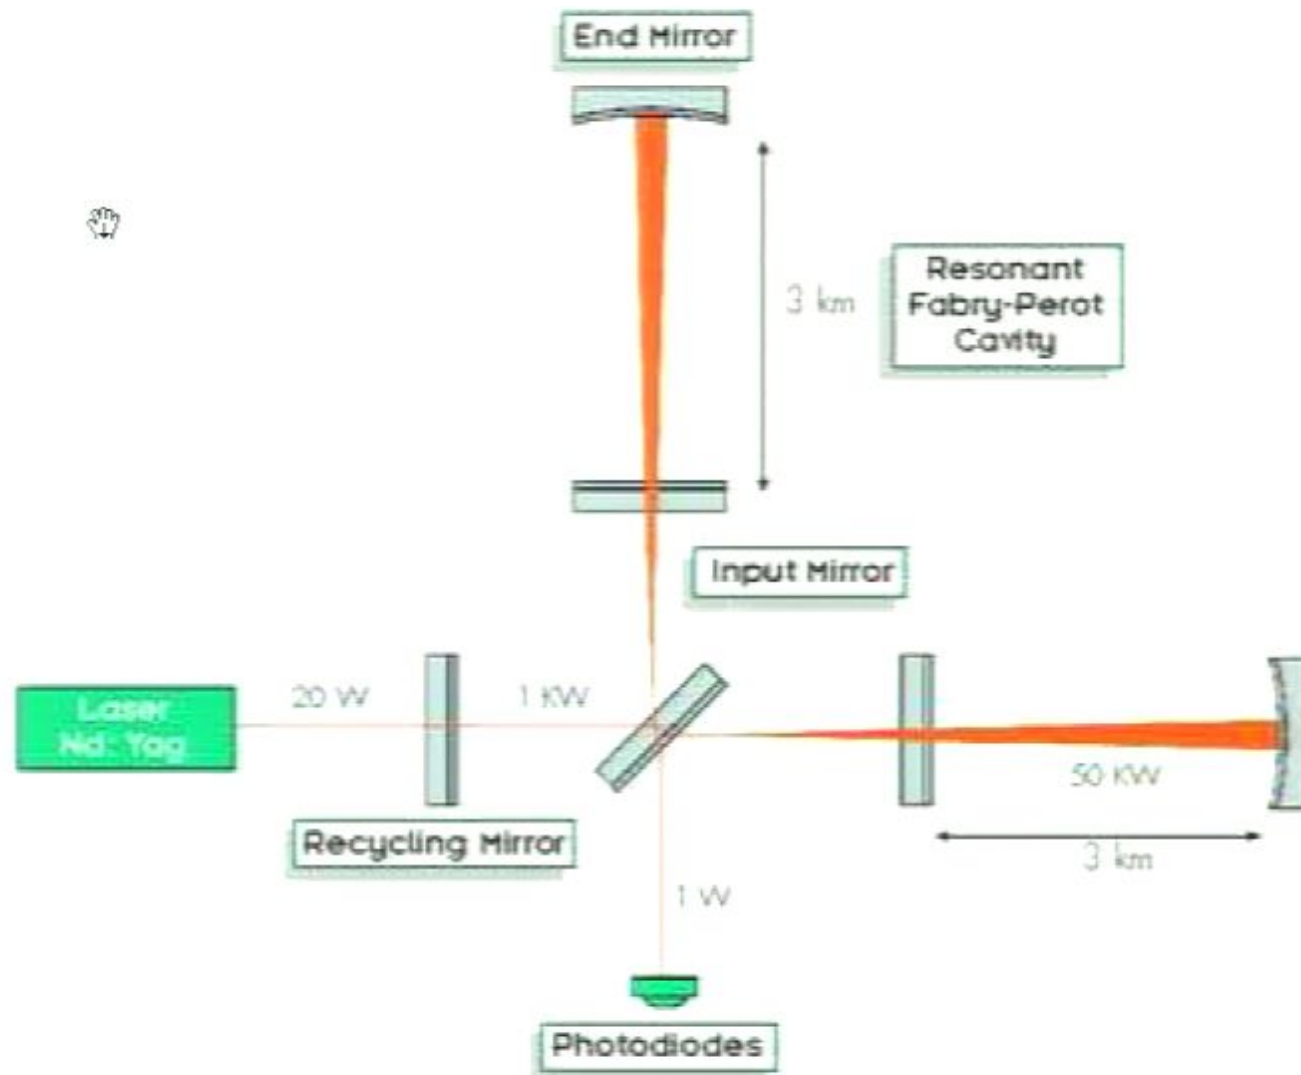 End Mirror
3 km
Resonant
Fabry-Perot
Cavity
Input Mirror
Laser
Nd: Yag
20 W
1 KW
50 KW
3 km
Recycling Mirror
1 W
Photodiodes